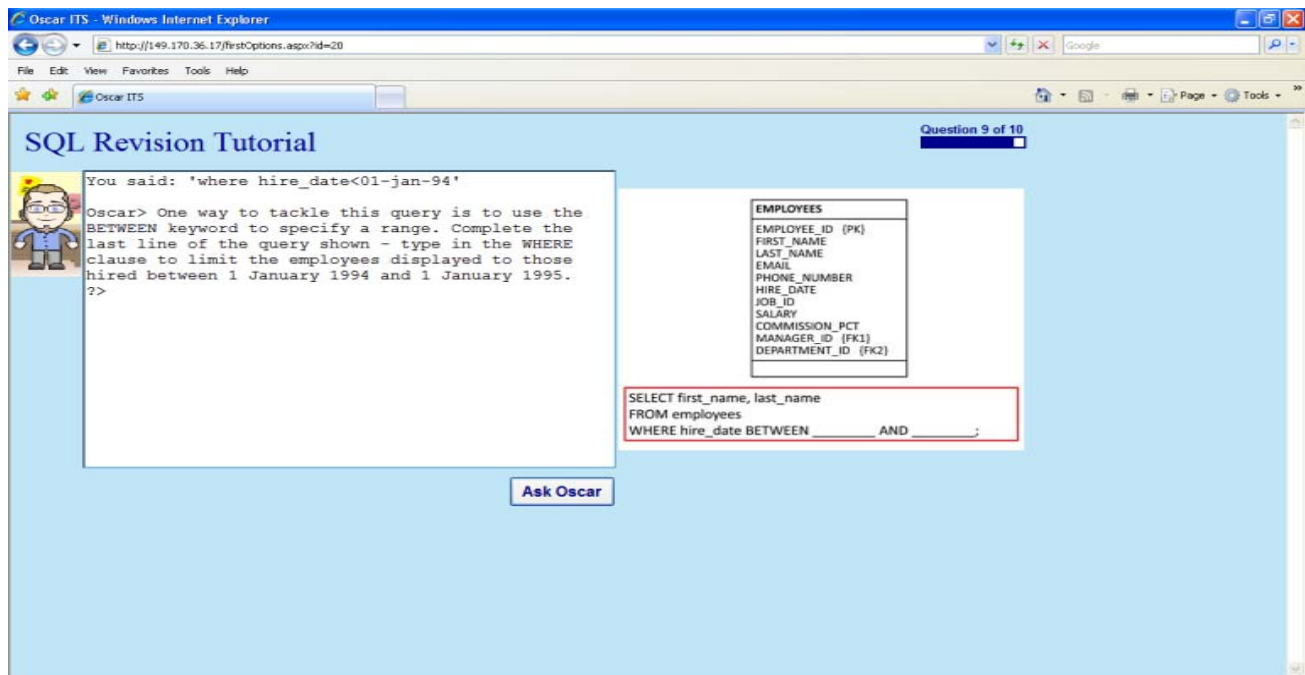 Oscar ITS - Windows Internet Explorer
http://149.170.36.17/firstOptions.aspx?id=20
Google
File Edit View Favorites Tools Help
Oscar ITS
Page Tools
SQL Revision Tutorial
Question 9 of 10
You said: 'where hire_date<01-jan-94'
Oscar> One way to tackle this query is to use the
BETWEEN keyword to specify a range. Complete the
last line of the query shown - type in the WHERE
clause to limit the employees displayed to those
hired between 1 January 1994 and 1 January 1995.
?>
EMPLOYEES
EMPLOYEE_ID {PK}
FIRST_NAME
LAST_NAME
EMAIL
PHONE_NUMBER
HIRE_DATE
JOB_ID
SALARY
COMMISSION_PCT
MANAGER_ID {FK1}
DEPARTMENT_ID {FK2}
SELECT first_name, last_name
FROM employees
WHERE hire_date BETWEEN _________ AND _________;
Ask Oscar